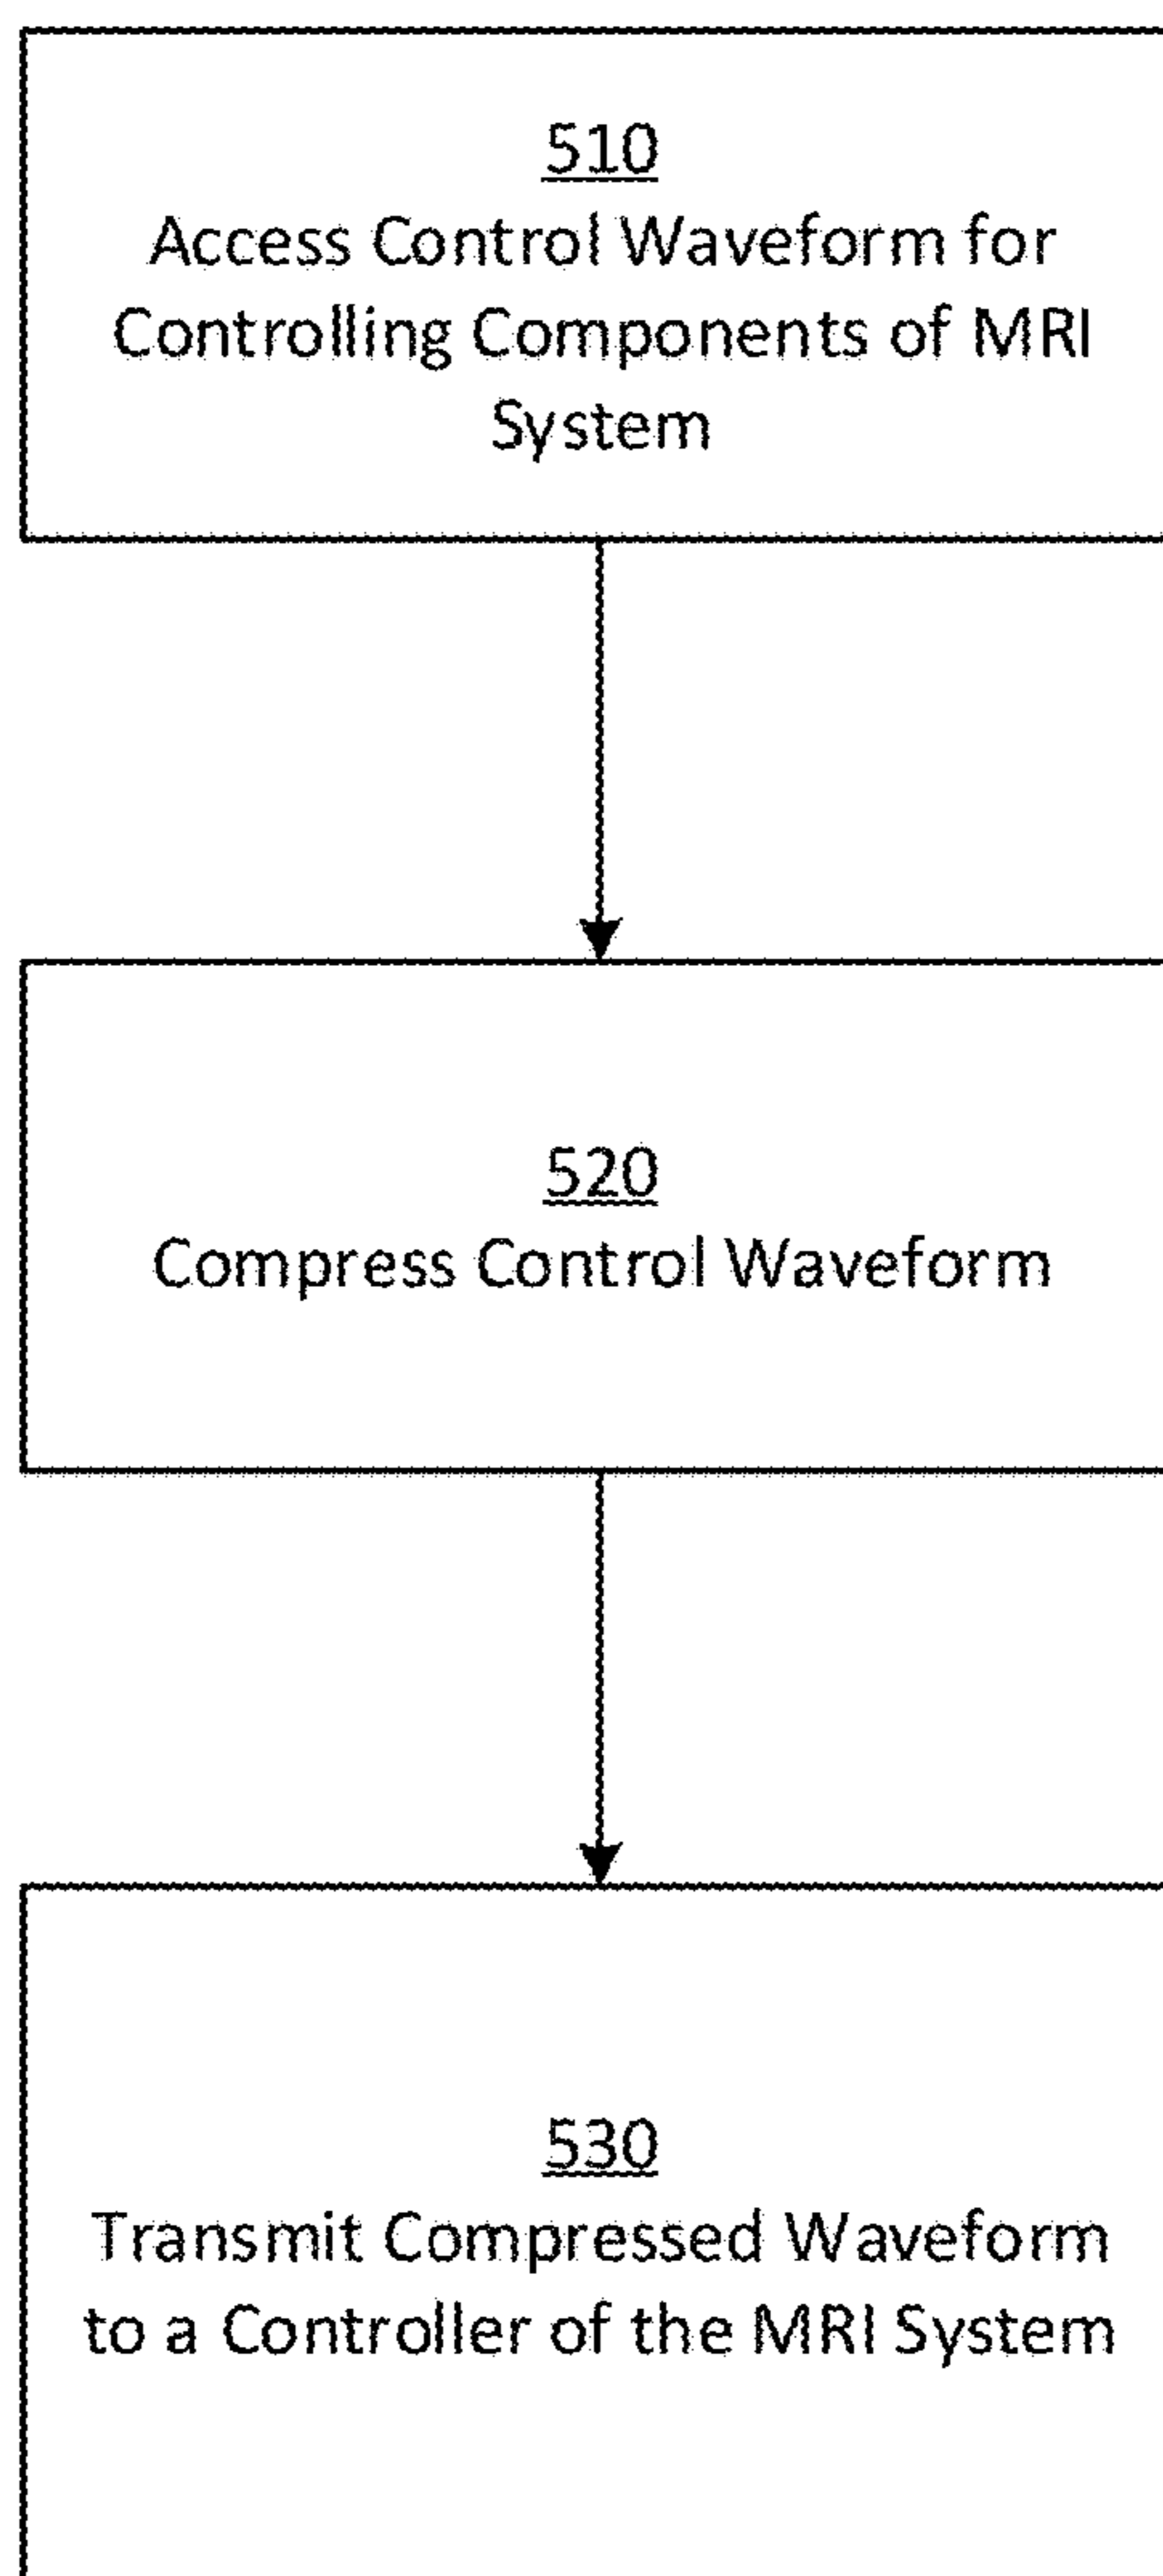 510
Access Control Waveform for
Controlling Components of MRI
System
520
Compress Control Waveform
530
Transmit Compressed Waveform
to a Controller of the MRI System